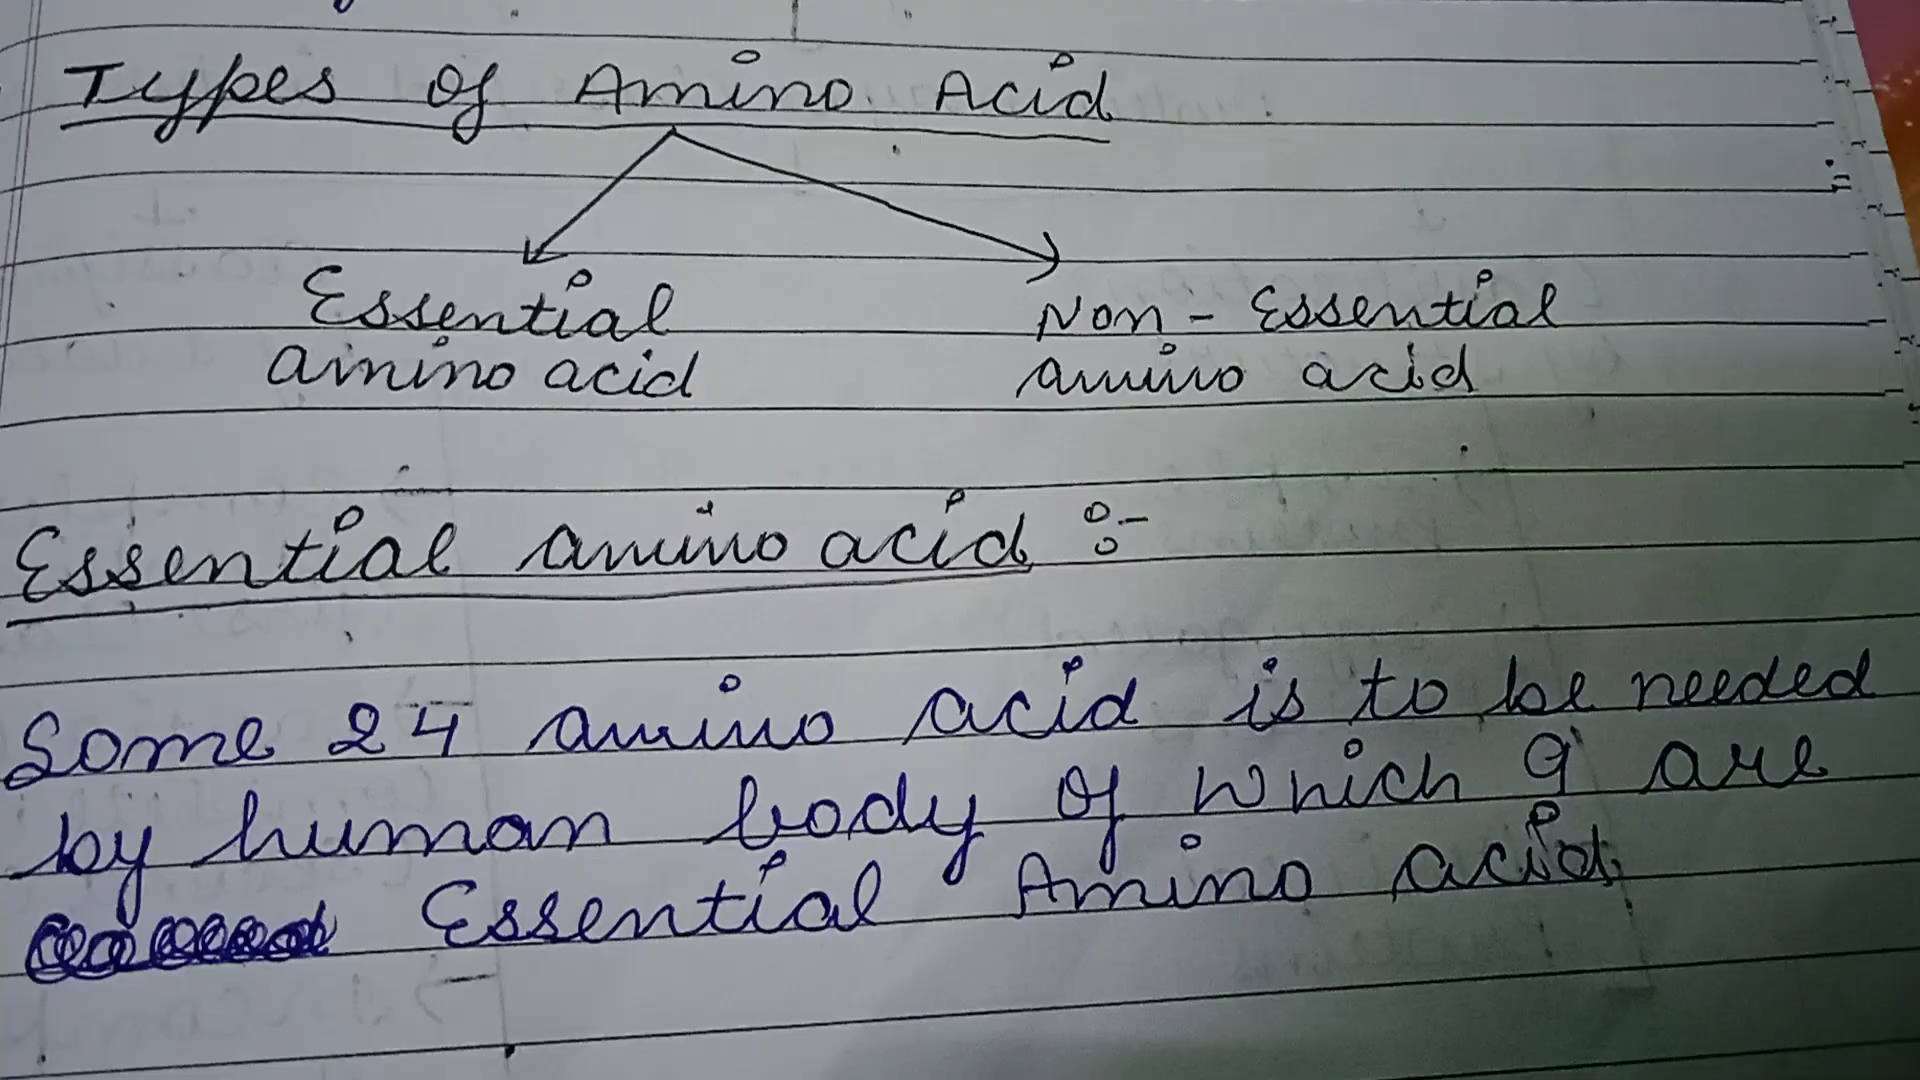 Types of Amino Acid
Essential Non-Essential
amino acid amino acid
Essential amino acid :-
Some 24 amino acid is to be needed
by human body of which 9 are
Essential Amino acid